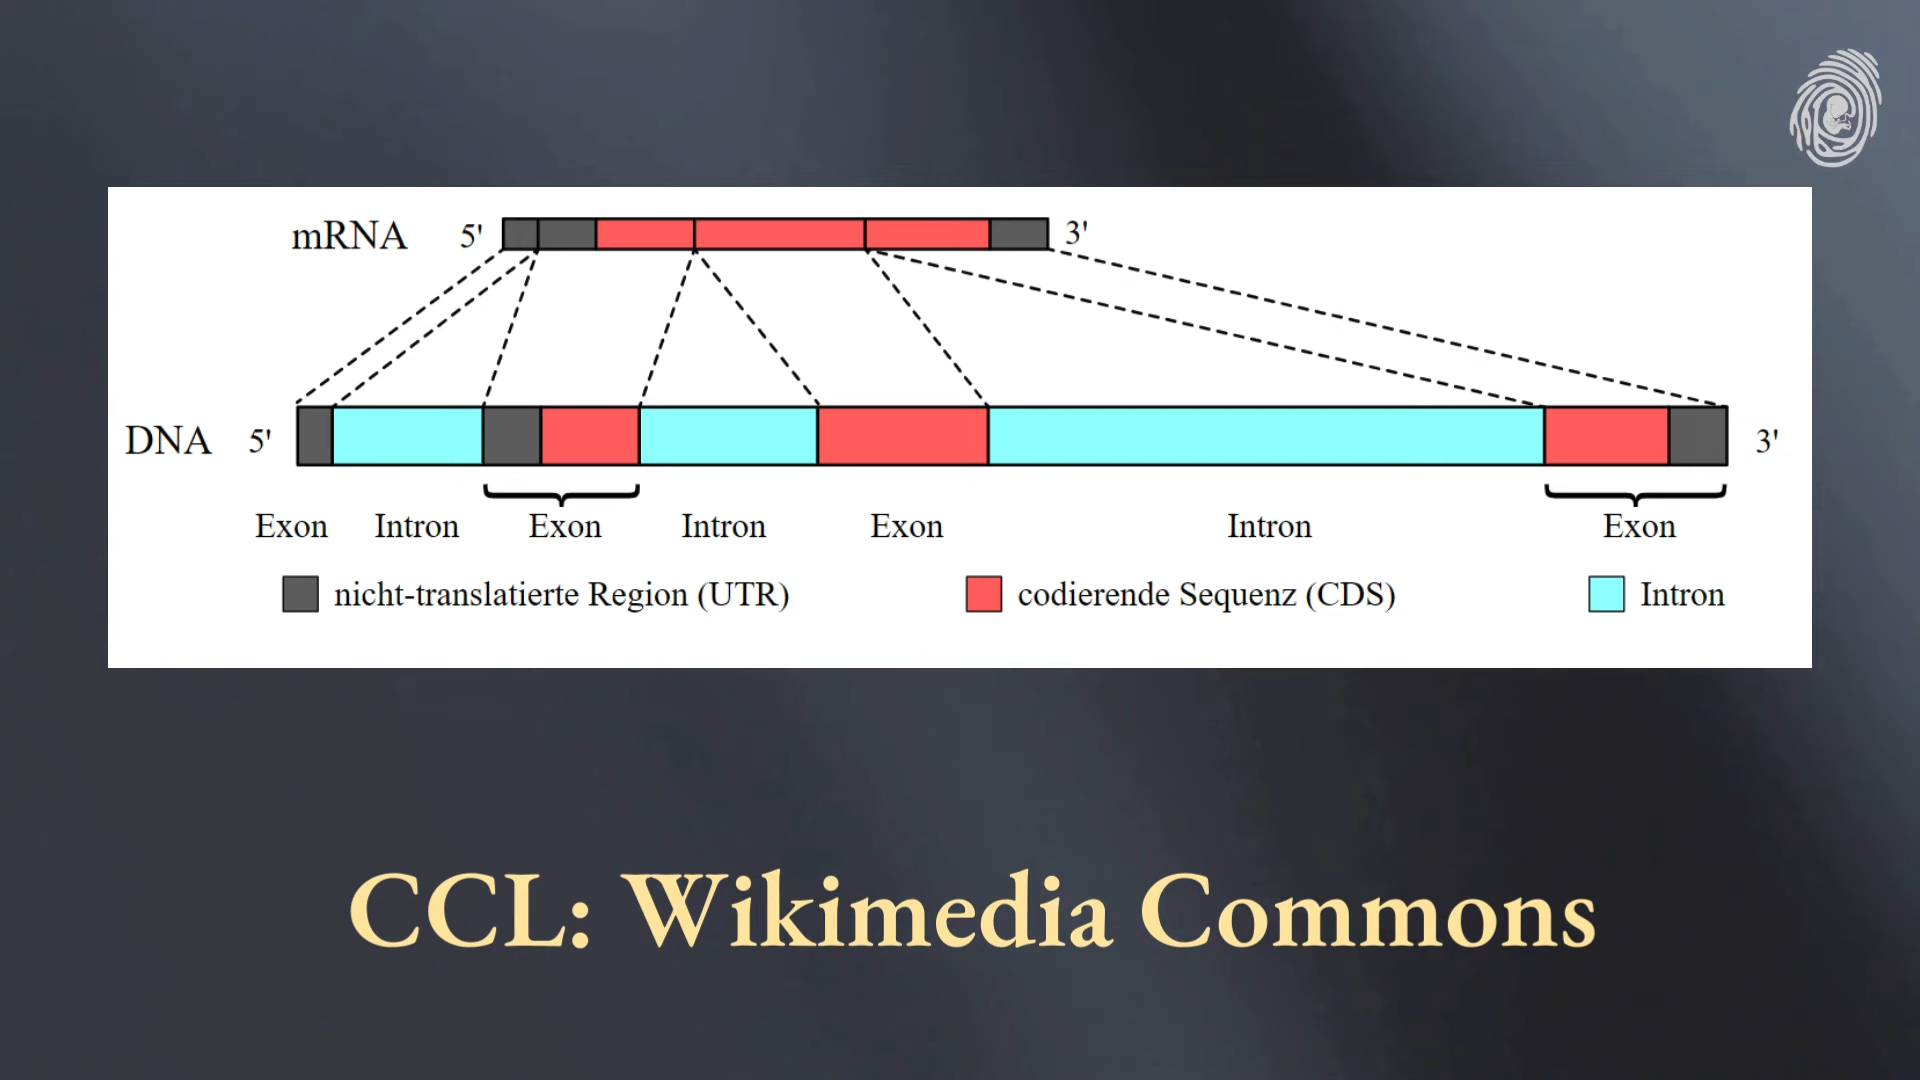 mRNA 5' 3'
DNA 5' 3'
Exon Intron Exon Intron Exon Intron Exon
nicht-translatierte Region (UTR) codierende Sequenz (CDS) Intron
CCL: Wikimedia Commons